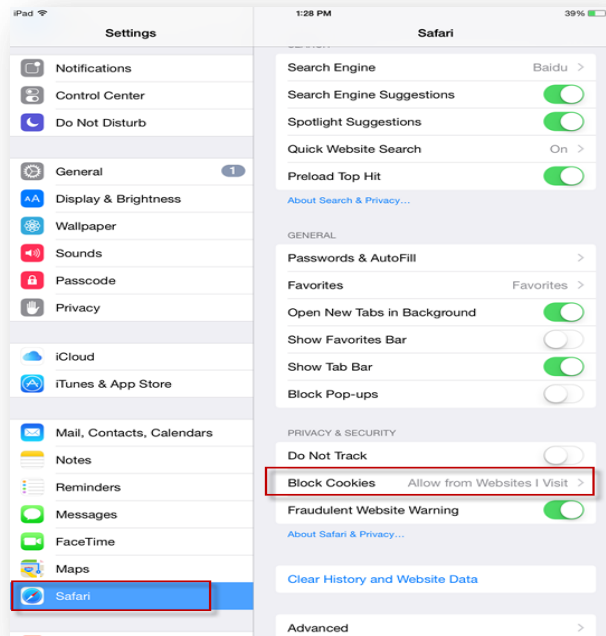 iPad 1:28 PM 39%
Settings
Safari
Notifications
Control Center
Do Not Disturb
General 1
AA Display & Brightness
Wallpaper
Sounds
Passcode
Privacy
iCloud
iTunes & App Store
Mail, Contacts, Calendars
Notes
Reminders
Messages
FaceTime
Maps
Safari
Search Engine Baidu >
Search Engine Suggestions
Spotlight Suggestions
Quick Website Search On >
Preload Top Hit
About Search & Privacy...
GENERAL
Passwords & AutoFill >
Favorites Favorites >
Open New Tabs in Background
Show Favorites Bar
Show Tab Bar
Block Pop-ups
PRIVACY & SECURITY
Do Not Track
Block Cookies Allow from Websites I Visit >
Fraudulent Website Warning
About Safari & Privacy...
Clear History and Website Data
Advanced >